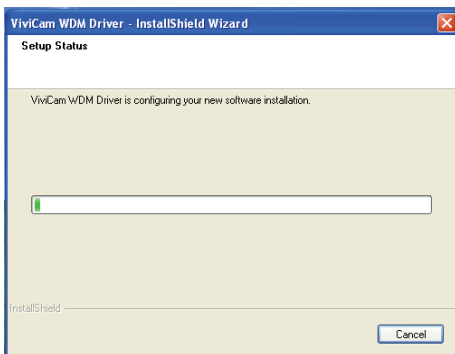 ViviCam WDM Driver - InstallShield Wizard
Setup Status
ViviCam WDM Driver is configuring your new software installation.
InstallShield
Cancel